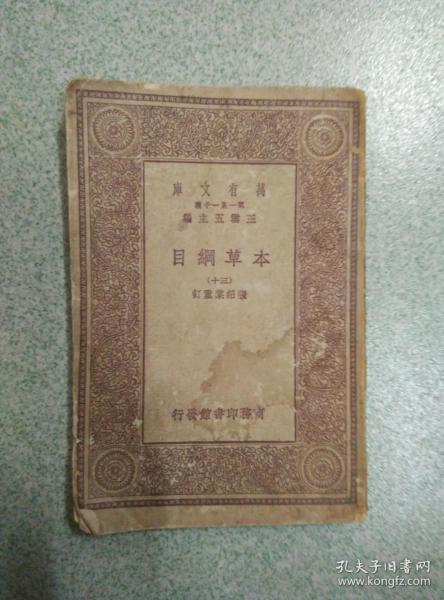 庫文有萬
種千一集一第
編主五雲王
目綱草本
（十三）
訂重業紹張
行發館書印務商
孔夫子旧书网
www.kongfz.com